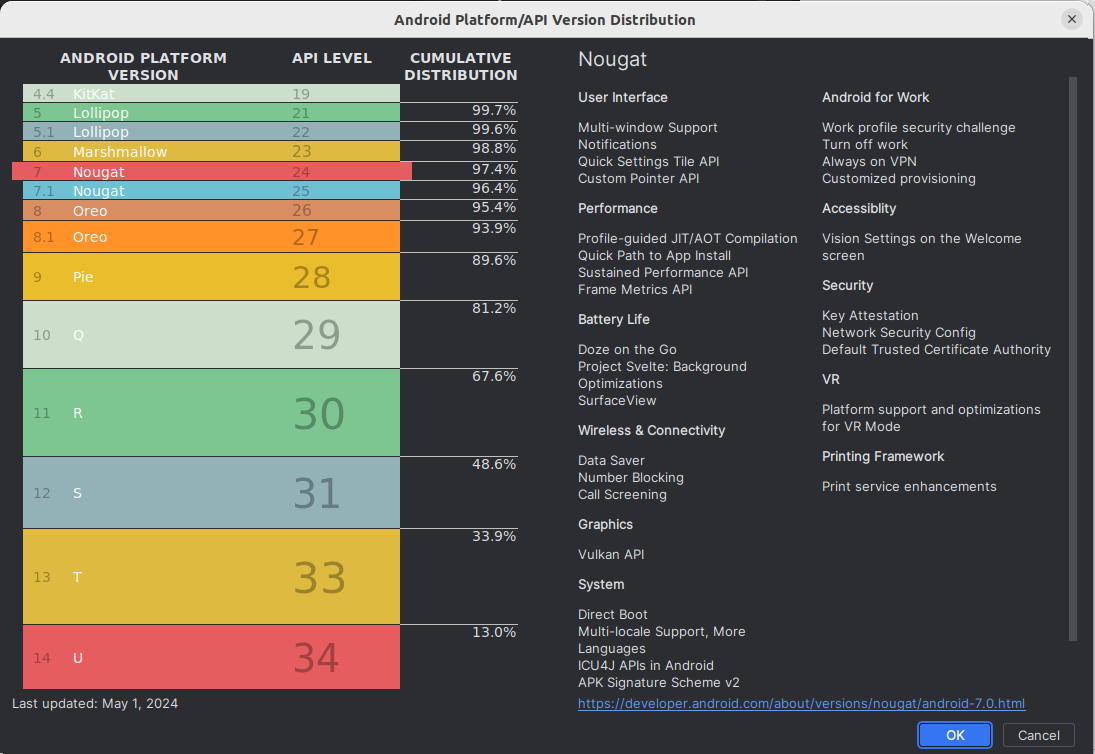 Android Platform/API Version Distribution
ANDROID PLATFORM VERSION API LEVEL CUMULATIVE DISTRIBUTION
4.4 KitKat 19
99.7%
5 Lollipop 21
99.6%
5.1 Lollipop 22
98.8%
6 Marshmallow 23
97.4%
7 Nougat 24
96.4%
7.1 Nougat 25
95.4%
8 Oreo 26
93.9%
8.1 Oreo 27
89.6%
9 Pie 28
81.2%
10 Q 29
67.6%
11 R 30
48.6%
12 S 31
33.9%
13 T 33
13.0%
14 U 34
Last updated: May 1, 2024
Nougat
User Interface
Multi-window Support
Notifications
Quick Settings Tile API
Custom Pointer API
Performance
Profile-guided JIT/AOT Compilation
Quick Path to App Install
Sustained Performance API
Frame Metrics API
Battery Life
Doze on the Go
Project Svelte: Background
Optimizations
SurfaceView
Wireless & Connectivity
Data Saver
Number Blocking
Call Screening
Graphics
Vulkan API
System
Direct Boot
Multi-locale Support, More
Languages
ICU4J APIs in Android
APK Signature Scheme v2
Android for Work
Work profile security challenge
Turn off work
Always on VPN
Customized provisioning
Accessiblity
Vision Settings on the Welcome
screen
Security
Key Attestation
Network Security Config
Default Trusted Certificate Authority
VR
Platform support and optimizations
for VR Mode
Printing Framework
Print service enhancements
https://developer.android.com/about/versions/nougat/android-7.0.html
OK
Cancel